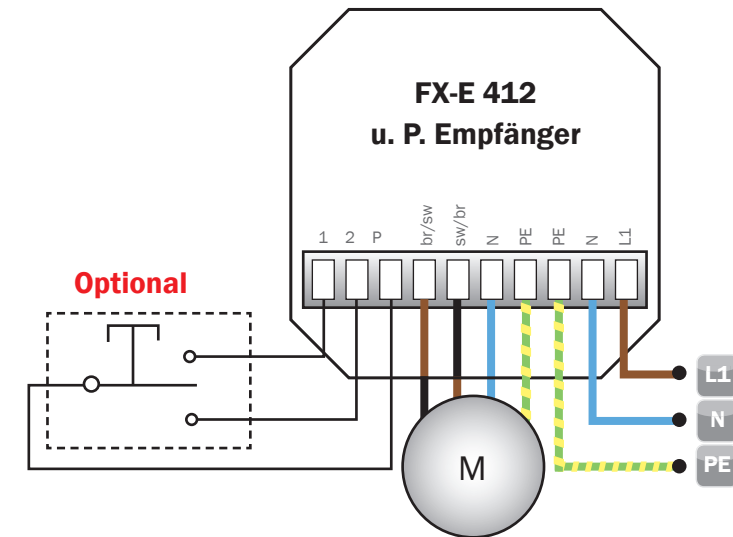 FX-E 412
u. P. Empfänger
1 2 P br/sw sw/br N PE PE N L1
Optional
L1
N
PE
M